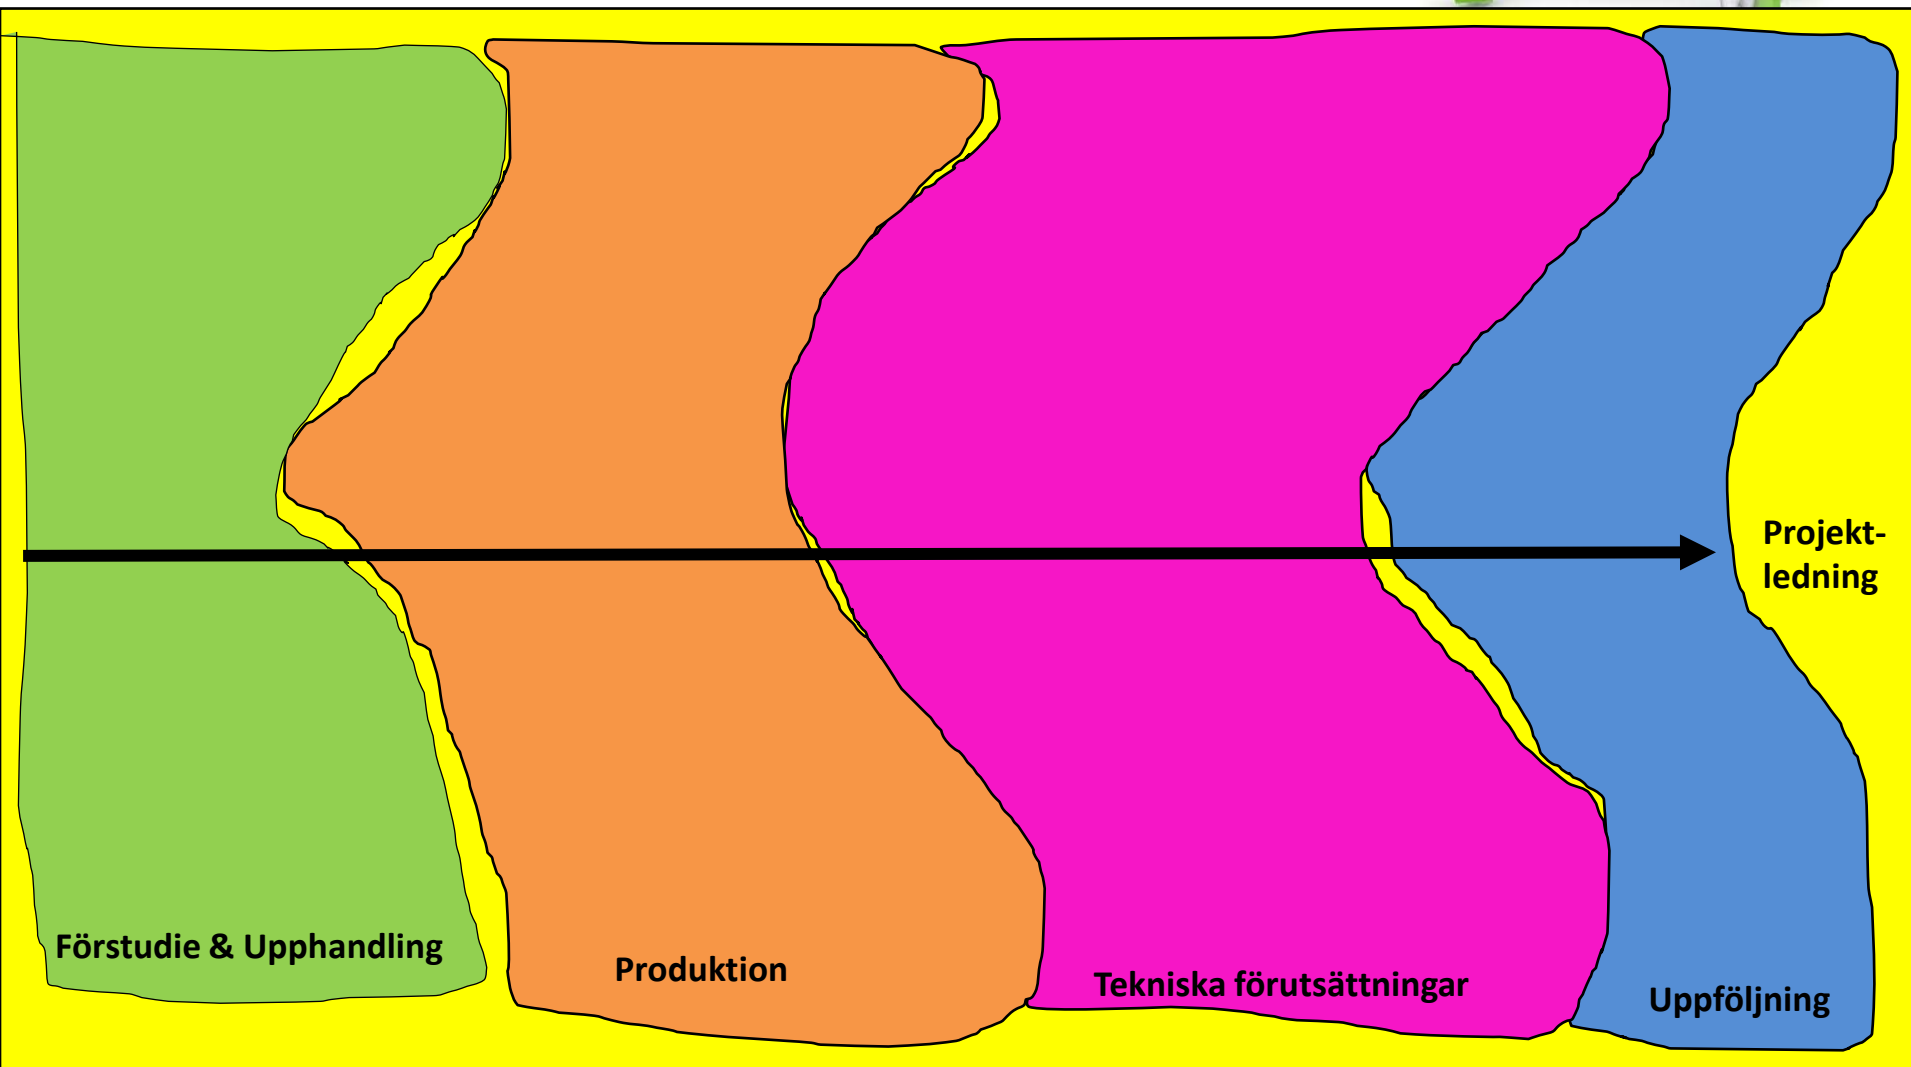 Projekt-
ledning
Förstudie & Upphandling
Produktion
Tekniska förutsättningar
Uppföljning